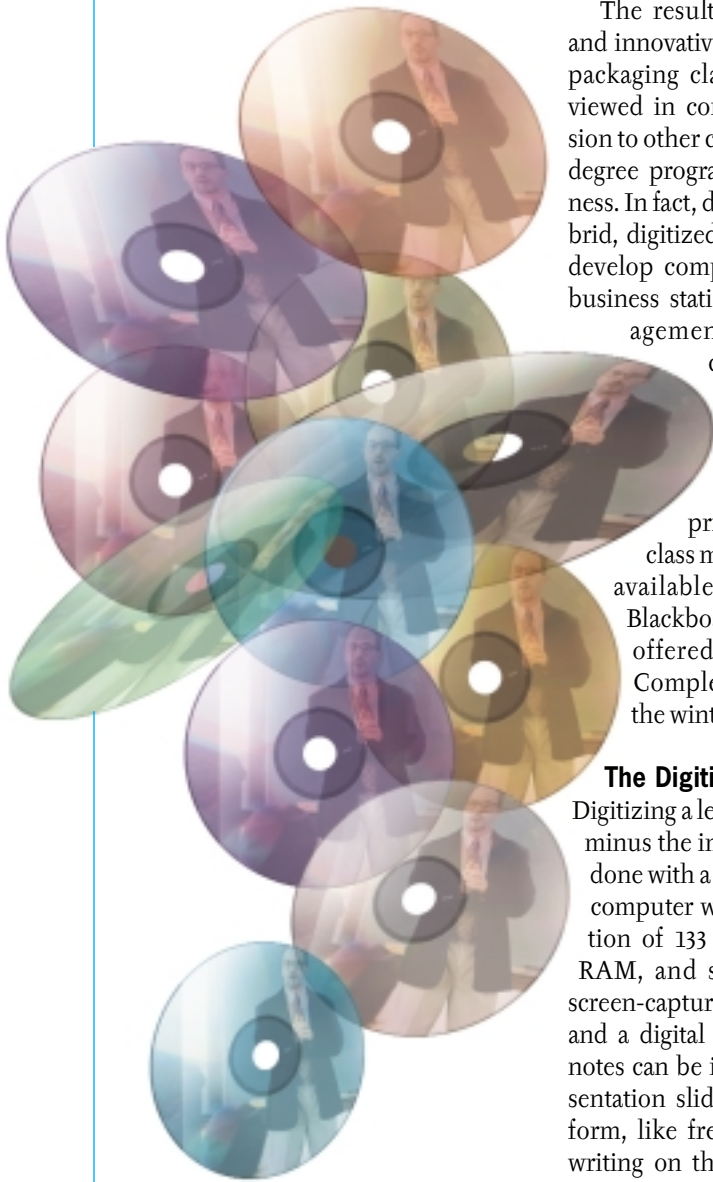 The result
and innovativ
packaging cla
viewed in con
sion to other c
degree progra
ness. In fact, d
brid, digitized
develop comp
business stati
agemen
pr
class m
available
Blackbo
offered
Comple
the wint
The Digiti
Digitizing a le
minus the in
done with a
computer w
tion of 133
RAM, and s
screen-captur
and a digital
notes can be i
sentation slid
form, like fre
writing on th